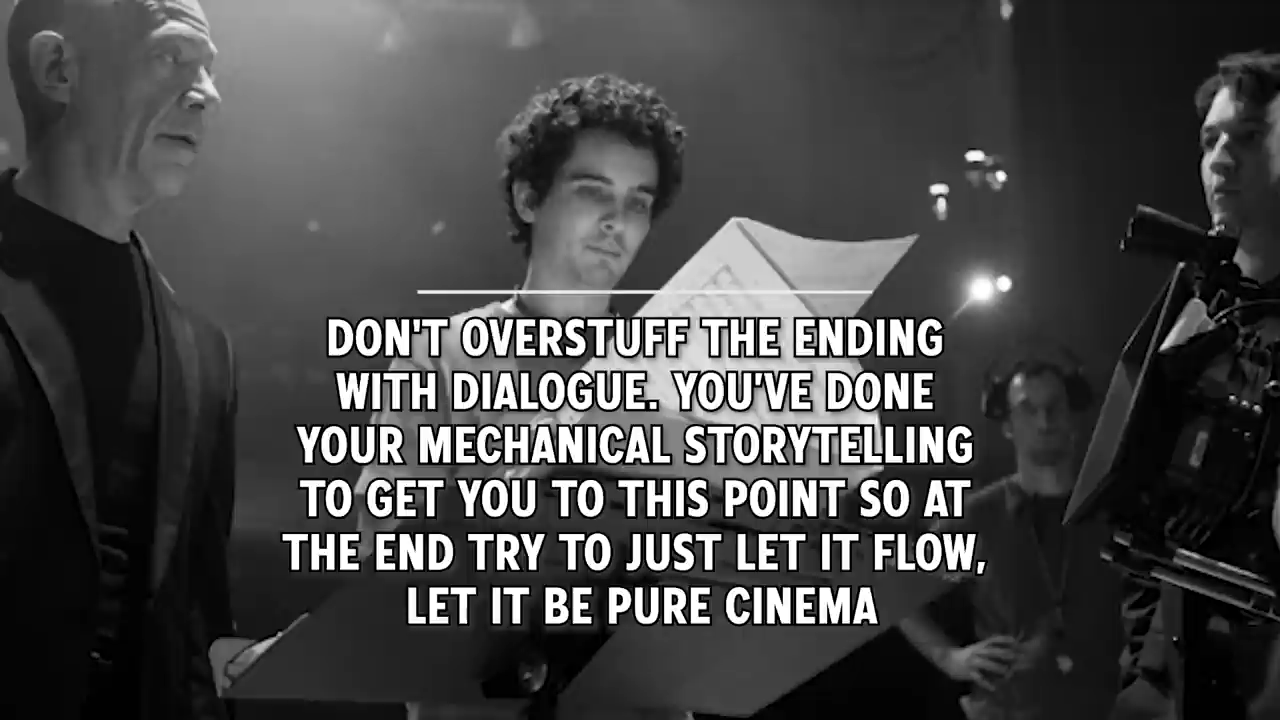 DON'T OVERSTUFF THE ENDING
WITH DIALOGUE. YOU'VE DONE
YOUR MECHANICAL STORYTELLING
TO GET YOU TO THIS POINT SO AT
THE END TRY TO JUST LET IT FLOW,
LET IT BE PURE CINEMA